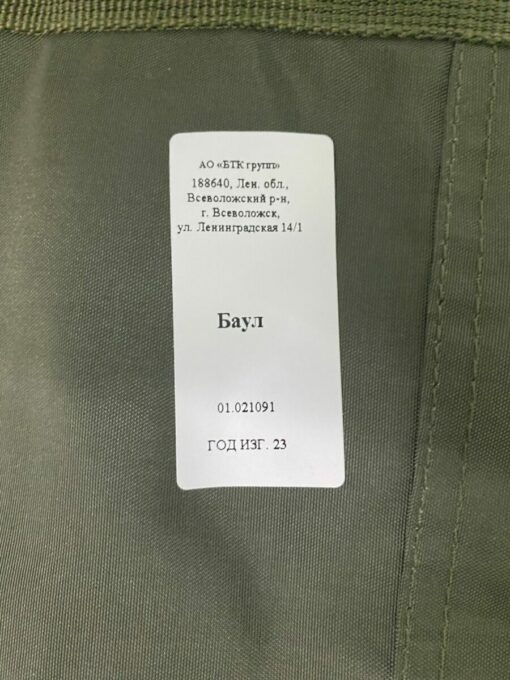 АО «БТК групп»
188640, Лен. обл.,
Всеволожский р-н,
г. Всеволожск,
ул. Ленинградская 14/1
Баул
01.021091
ГОД ИЗГ. 23